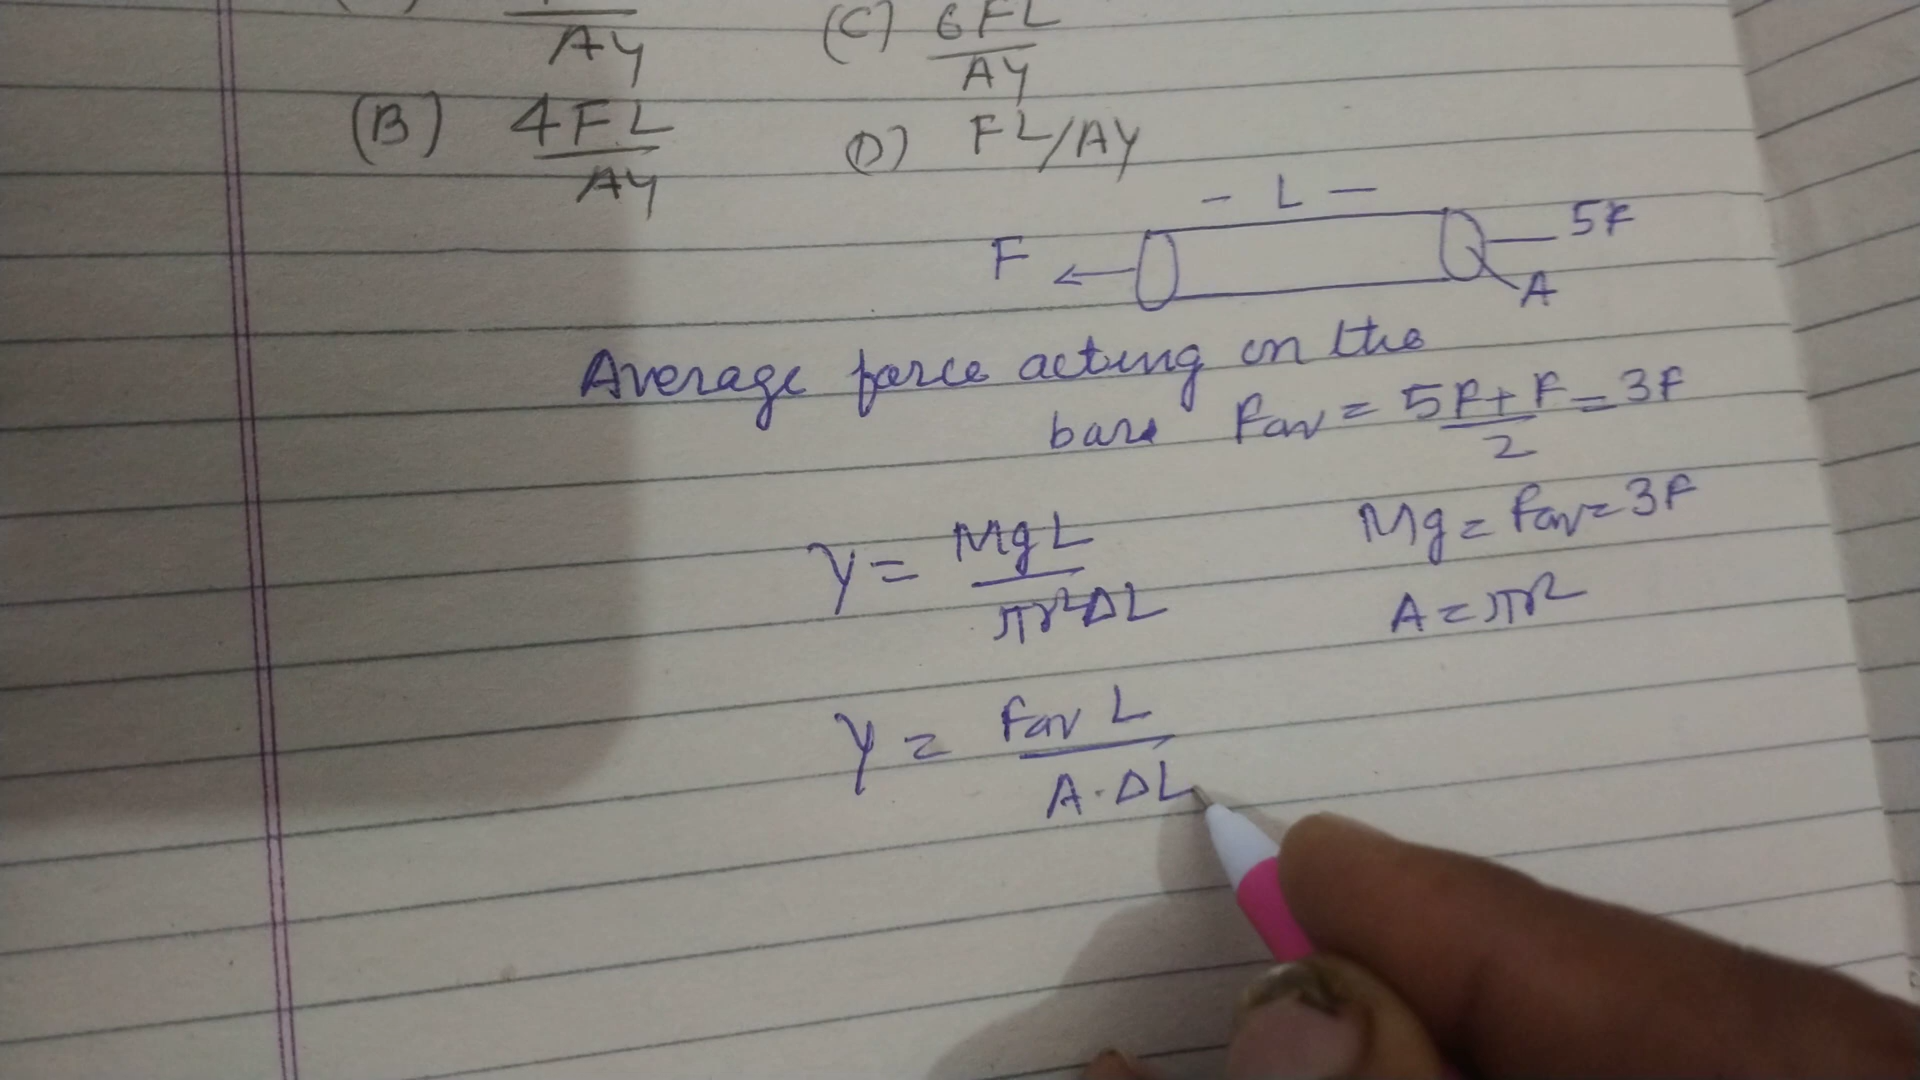 AY
(C) 6FL
AY
(B) 4FL
AY
D) FL/AY
- L -
F
5F
A
Average force acting on the
bar Fav = 5F+F = 3F
2
Y = MgL
πr²ΔL
Mg = Fav = 3F
A = πr²
Y = Fav L
A·ΔL